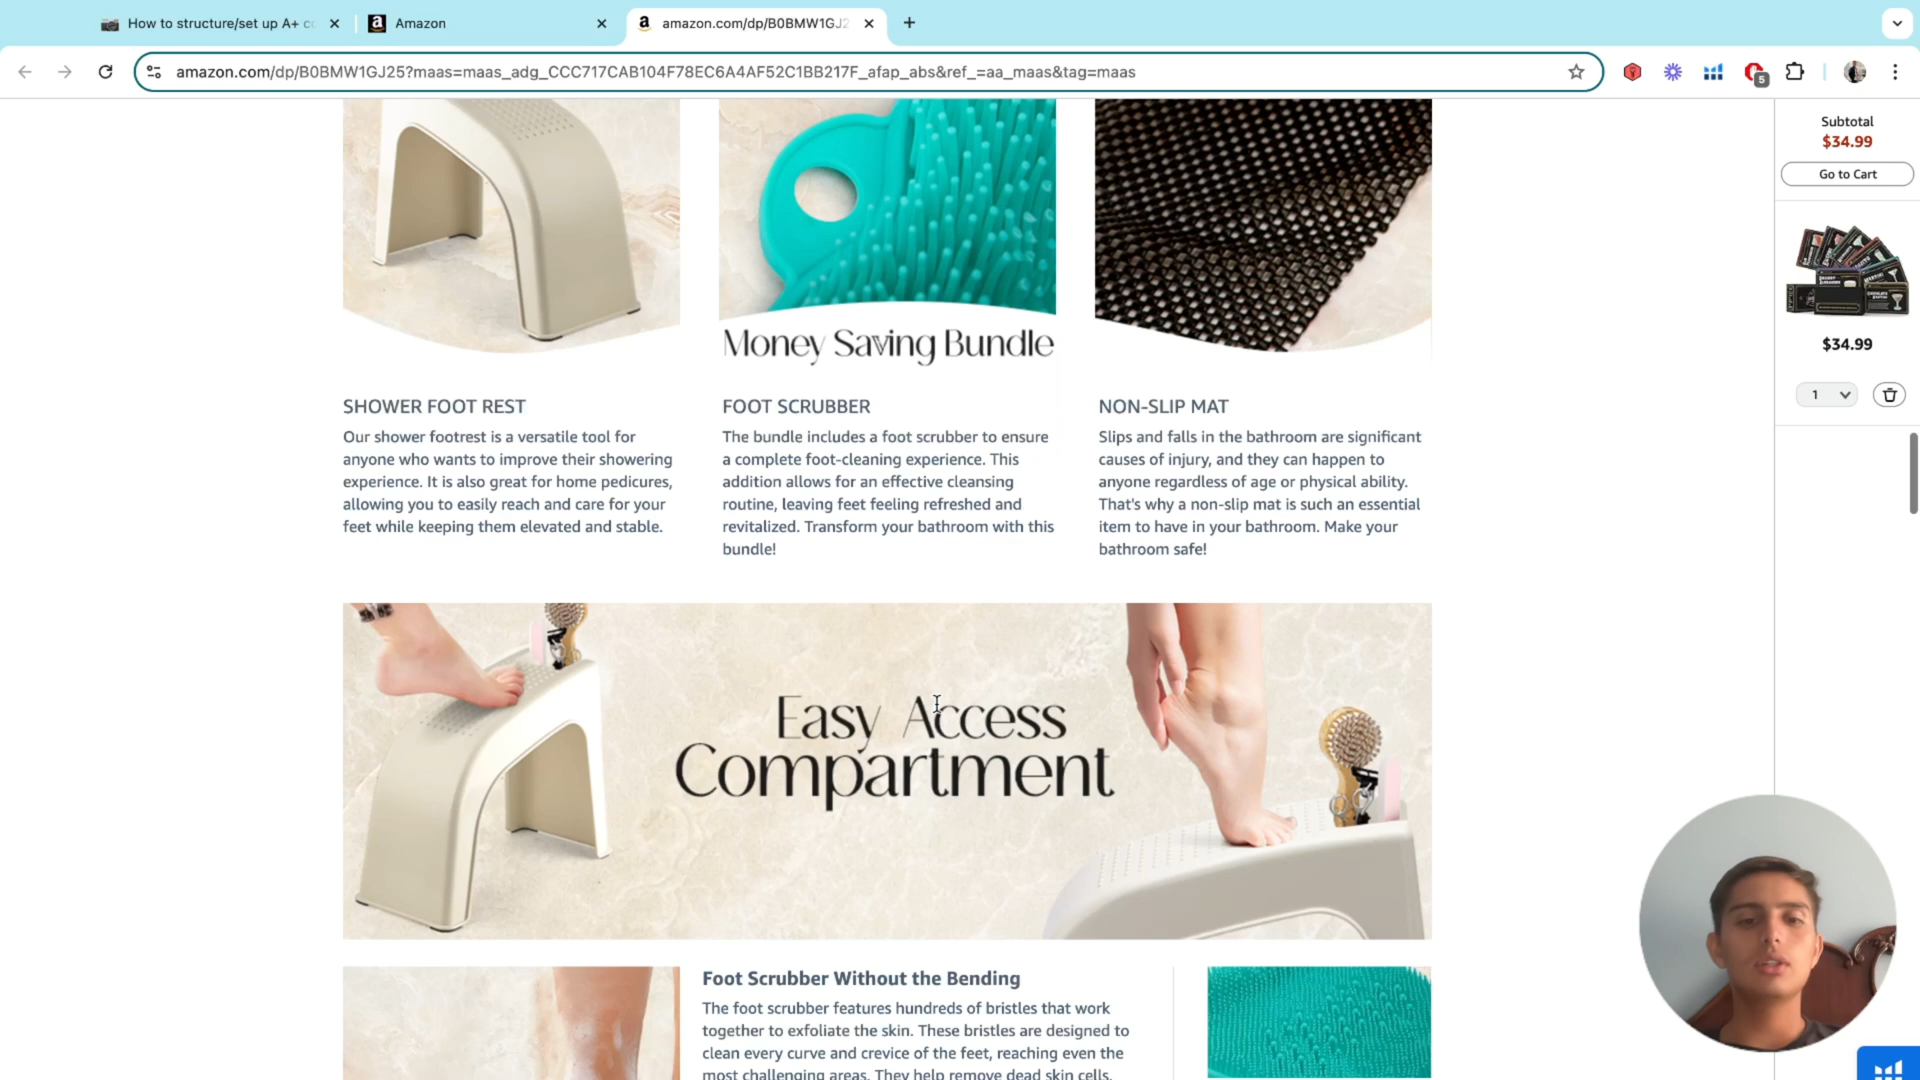 How to structure/set up A+ co
Amazon
amazon.com/dp/B0BMW1GJ2
amazon.com/dp/B0BMW1GJ25?maas=maas_adg_CCC717CAB104F78EC6A4AF52C1BB217F_afap_abs&ref_=aa_maas&tag=maas
5
Subtotal
$34.99
Go to Cart
$34.99
1
Money Saving Bundle
SHOWER FOOT REST
Our shower footrest is a versatile tool for
anyone who wants to improve their showering
experience. It is also great for home pedicures,
allowing you to easily reach and care for your
feet while keeping them elevated and stable.
FOOT SCRUBBER
The bundle includes a foot scrubber to ensure
a complete foot-cleaning experience. This
addition allows for an effective cleansing
routine, leaving feet feeling refreshed and
revitalized. Transform your bathroom with this
bundle!
NON-SLIP MAT
Slips and falls in the bathroom are significant
causes of injury, and they can happen to
anyone regardless of age or physical ability.
That's why a non-slip mat is such an essential
item to have in your bathroom. Make your
bathroom safe!
Easy Access
Compartment
Foot Scrubber Without the Bending
The foot scrubber features hundreds of bristles that work
together to exfoliate the skin. These bristles are designed to
clean every curve and crevice of the feet, reaching even the
most challenging areas. They help remove dead skin cells,